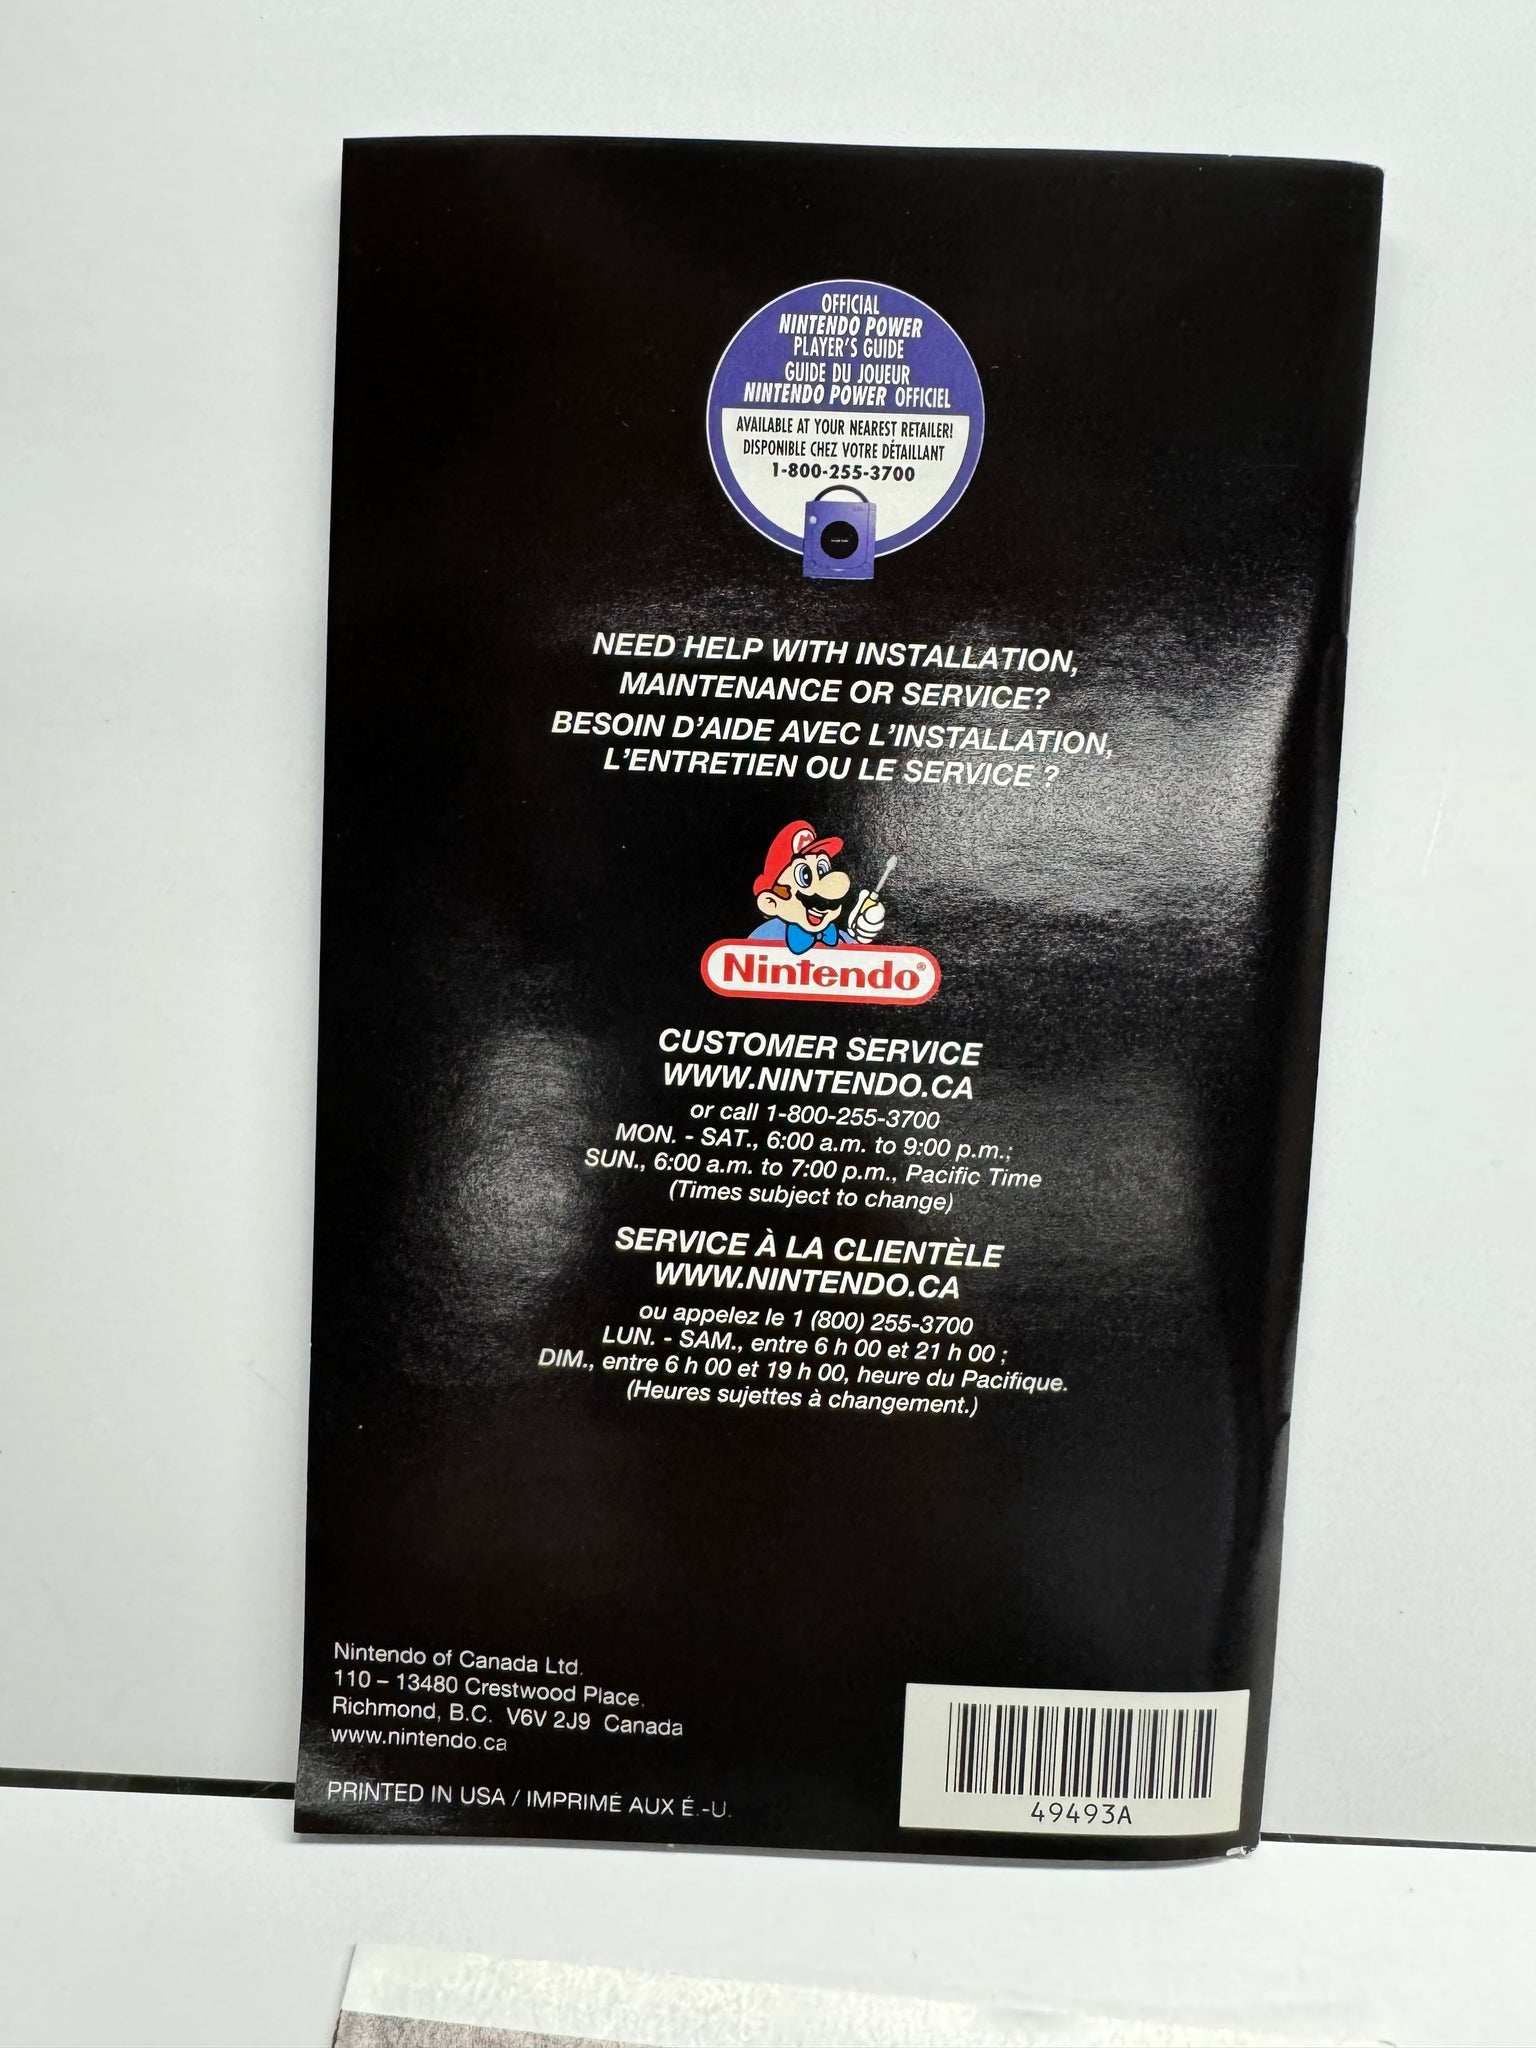 OFFICIAL
NINTENDO POWER
PLAYER'S GUIDE
GUIDE DU JOUEUR
NINTENDO POWER OFFICIEL
AVAILABLE AT YOUR NEAREST RETAILER!
DISPONIBLE CHEZ VOTRE DÉTAILLANT
1-800-255-3700
NEED HELP WITH INSTALLATION,
MAINTENANCE OR SERVICE?
BESOIN D'AIDE AVEC L'INSTALLATION,
L'ENTRETIEN OU LE SERVICE ?
M
Nintendo®
CUSTOMER SERVICE
WWW.NINTENDO.CA
or call 1-800-255-3700
MON. - SAT., 6:00 a.m. to 9:00 p.m.;
SUN., 6:00 a.m. to 7:00 p.m., Pacific Time
(Times subject to change)
SERVICE À LA CLIENTÈLE
WWW.NINTENDO.CA
ou appelez le 1 (800) 255-3700
LUN. - SAM., entre 6 h 00 et 21 h 00 ;
DIM., entre 6 h 00 et 19 h 00, heure du Pacifique.
(Heures sujettes à changement.)
Nintendo of Canada Ltd.
110 – 13480 Crestwood Place,
Richmond, B.C. V6V 2J9 Canada
www.nintendo.ca
PRINTED IN USA / IMPRIMÉ AUX É.-U.
49493A